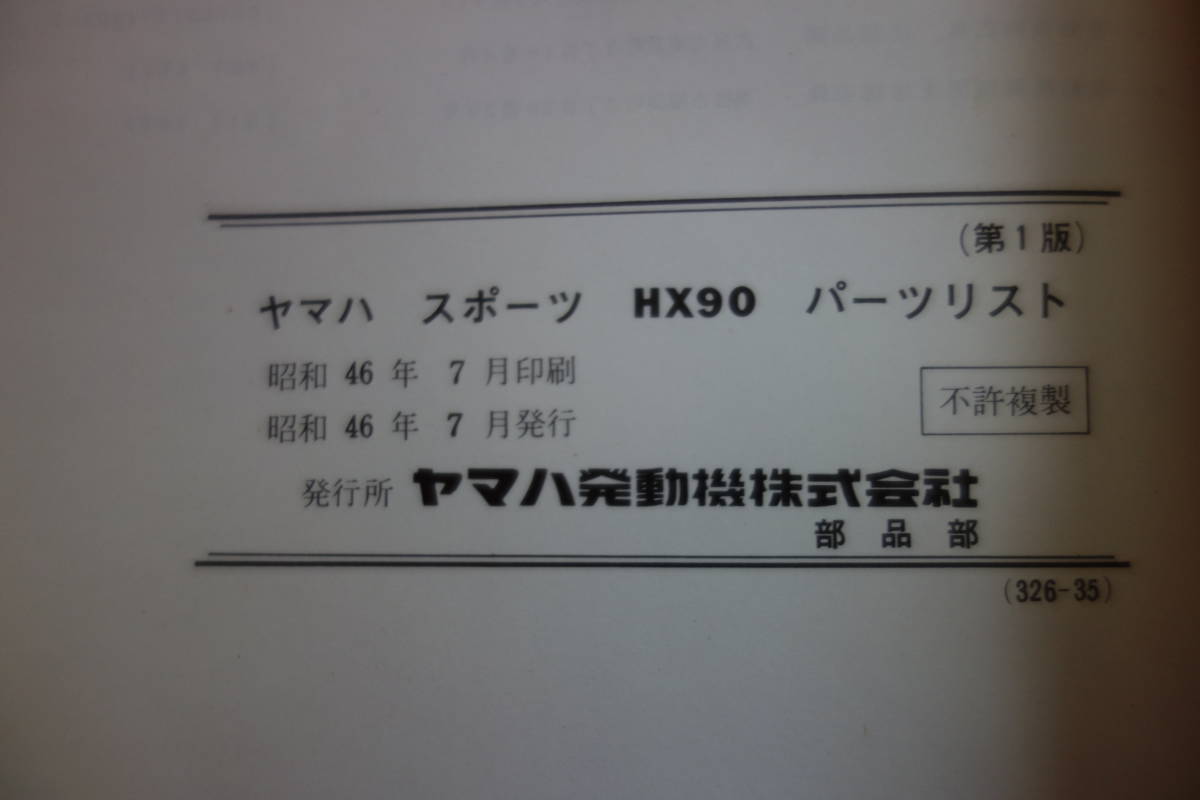 (第1版)
ヤマハ スポーツ HX90 パーツリスト
昭和 46 年 7 月印刷
昭和 46 年 7 月発行
不許複製
発行所 ヤマハ発動機株式会社
部品部
(326-35)